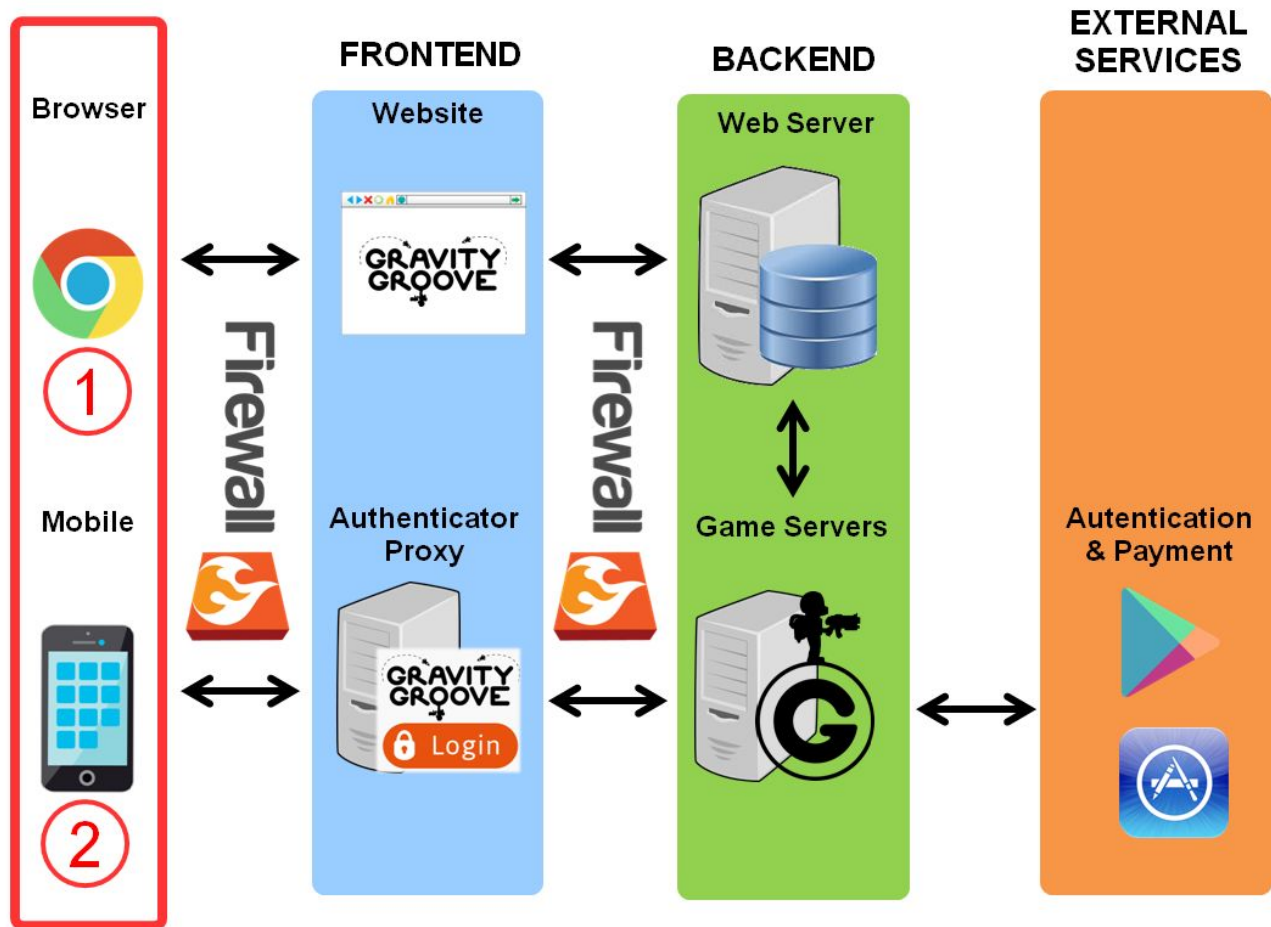 Browser
1
Mobile
2
Firewall
FRONTEND
Website
GRAVITY
GROOVE
Authenticator
Proxy
GRAVITY
GROOVE
Login
Firewall
BACKEND
Web Server
Game Servers
G
EXTERNAL
SERVICES
Autentication
& Payment